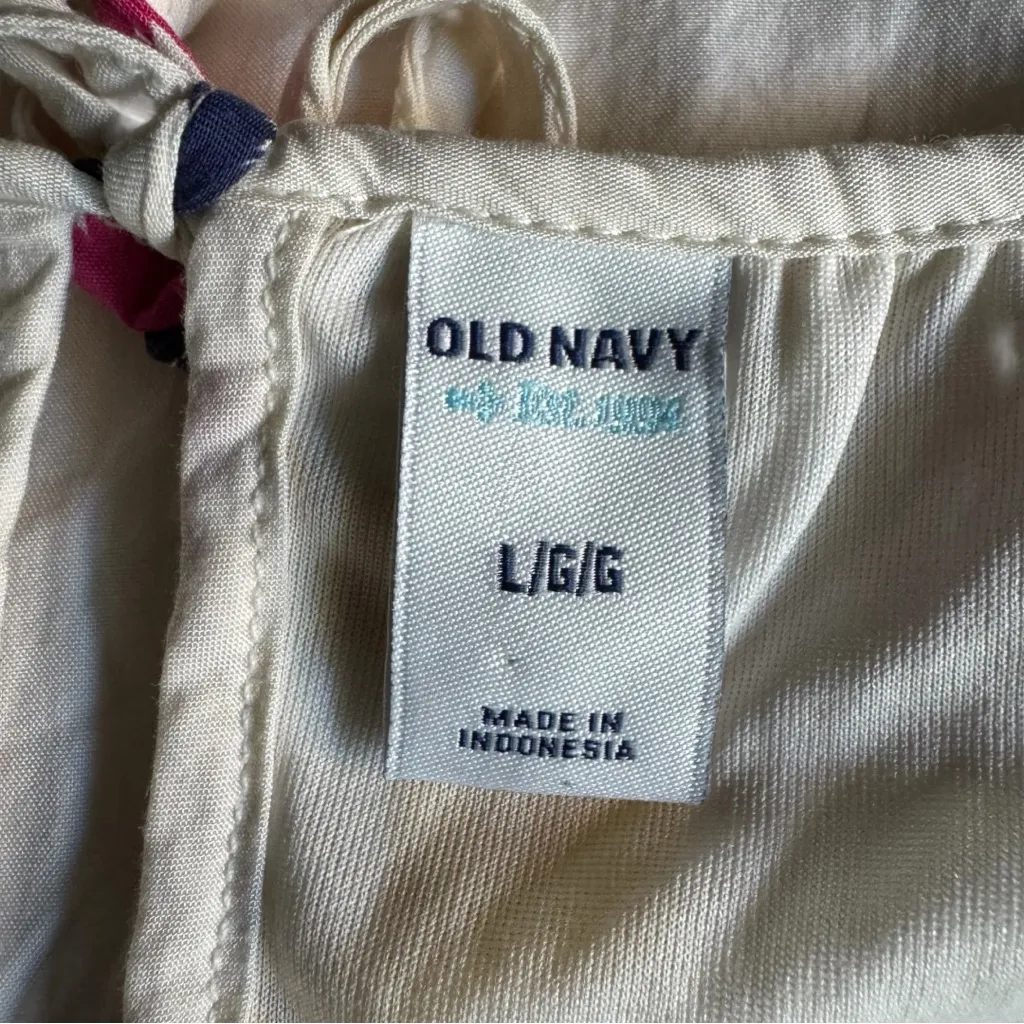 OLD NAVY
Est. 1994
L/G/G
MADE IN
INDONESIA